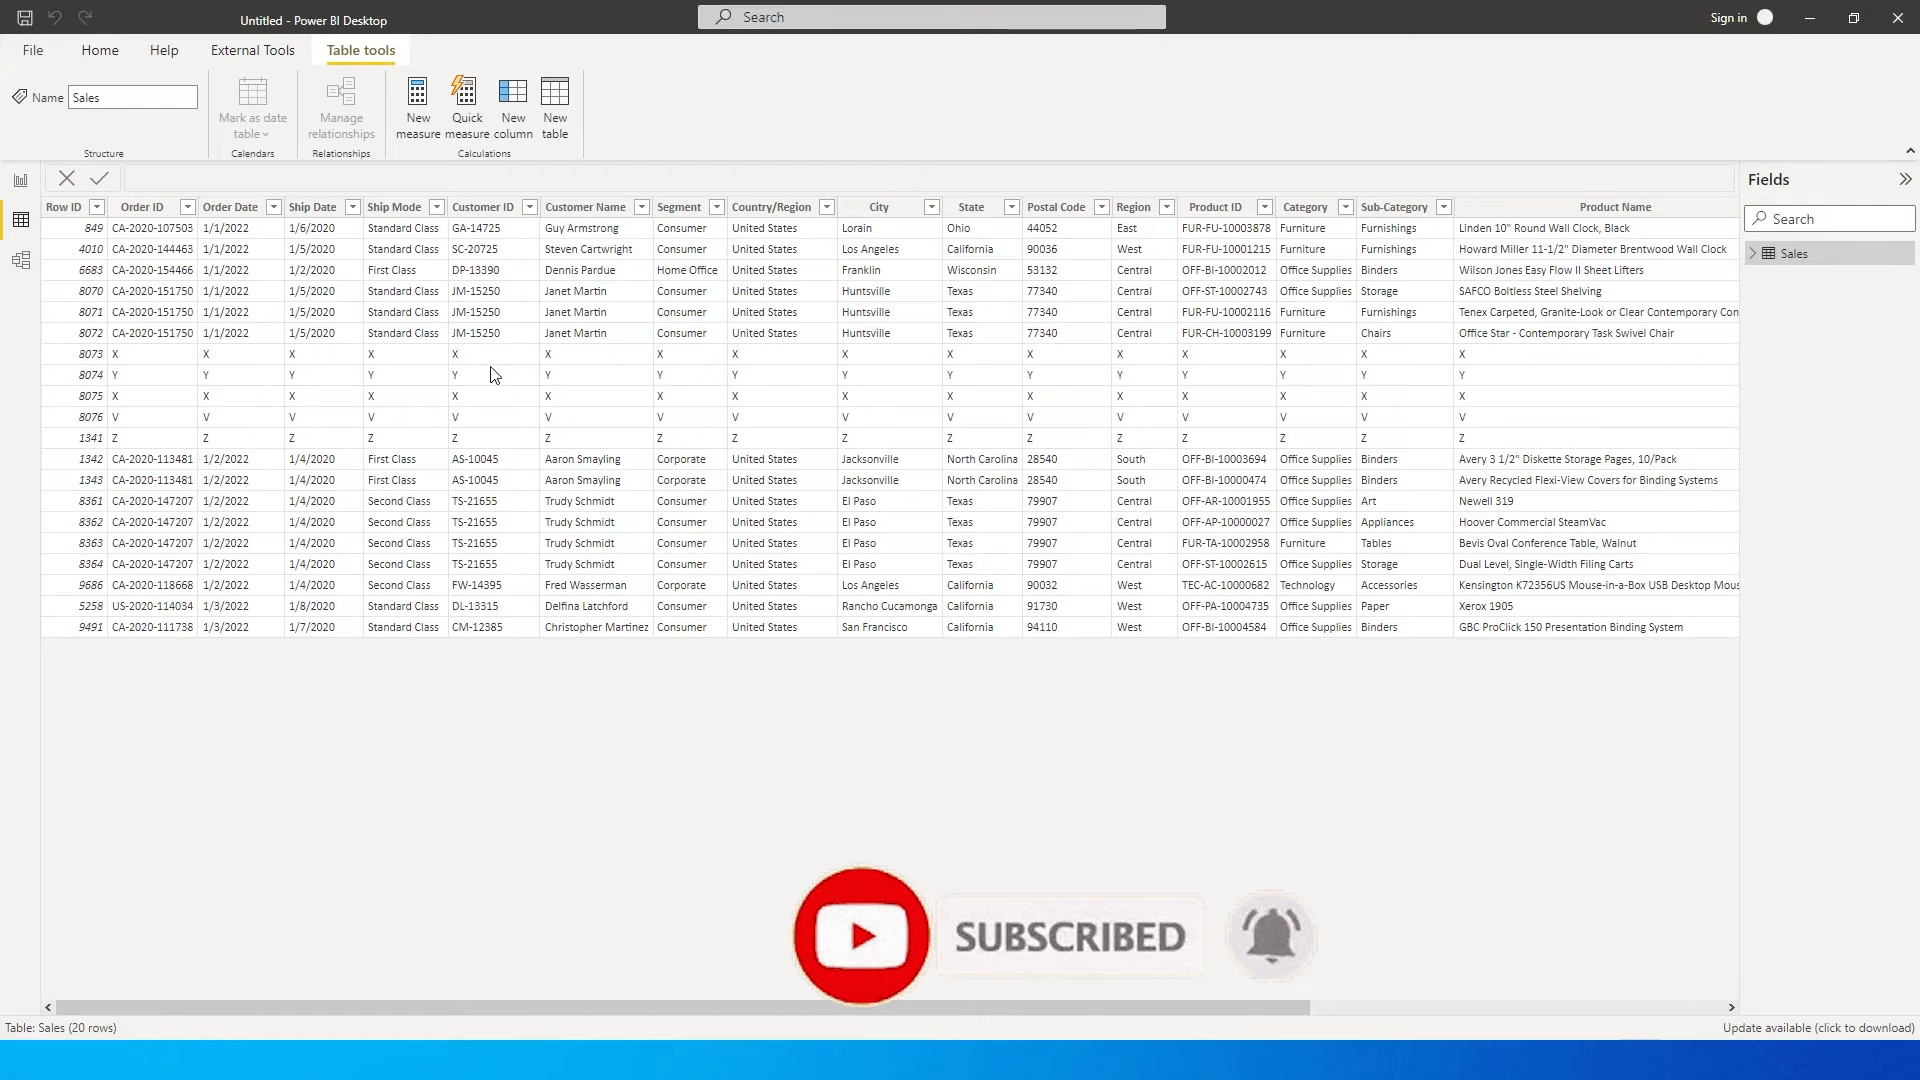 Untitled - Power BI Desktop
Search
Sign in
File Home Help External Tools Table tools
Name Sales
Mark as date table
Manage relationships
New measure
Quick measure
New column
New table
Structure Calendars Relationships Calculations
Fields
Search
Sales
Row ID Order ID Order Date Ship Date Ship Mode Customer ID Customer Name Segment Country/Region City State Postal Code Region Product ID Category Sub-Category Product Name
849 CA-2020-107503 1/1/2022 1/6/2020 Standard Class GA-14725 Guy Armstrong Consumer United States Lorain Ohio 44052 East FUR-FU-10003878 Furniture Furnishings Linden 10" Round Wall Clock, Black
4010 CA-2020-144463 1/1/2022 1/5/2020 Standard Class SC-20725 Steven Cartwright Consumer United States Los Angeles California 90036 West FUR-FU-10001215 Furniture Furnishings Howard Miller 11-1/2" Diameter Brentwood Wall Clock
6683 CA-2020-154466 1/1/2022 1/2/2020 First Class DP-13390 Dennis Pardue Home Office United States Franklin Wisconsin 53132 Central OFF-BI-10002012 Office Supplies Binders Wilson Jones Easy Flow II Sheet Lifters
8070 CA-2020-151750 1/1/2022 1/5/2020 Standard Class JM-15250 Janet Martin Consumer United States Huntsville Texas 77340 Central OFF-ST-10002743 Office Supplies Storage SAFCO Boltless Steel Shelving
8071 CA-2020-151750 1/1/2022 1/5/2020 Standard Class JM-15250 Janet Martin Consumer United States Huntsville Texas 77340 Central FUR-FU-10002116 Furniture Furnishings Tenex Carpeted, Granite-Look or Clear Contemporary Con
8072 CA-2020-151750 1/1/2022 1/5/2020 Standard Class JM-15250 Janet Martin Consumer United States Huntsville Texas 77340 Central FUR-CH-10003199 Furniture Chairs Office Star - Contemporary Task Swivel Chair
8073 X X X X X X X X X X X X X X X X
8074 Y Y Y Y Y Y Y Y Y Y Y Y Y Y Y Y
8075 X X X X X X X X X X X X X X X X
8076 V V V V V V V V V V V V V V V V
1341 Z Z Z Z Z Z Z Z Z Z Z Z Z Z Z Z
1342 CA-2020-113481 1/2/2022 1/4/2020 First Class AS-10045 Aaron Smayling Corporate United States Jacksonville North Carolina 28540 South OFF-BI-10003694 Office Supplies Binders Avery 3 1/2" Diskette Storage Pages, 10/Pack
1343 CA-2020-113481 1/2/2022 1/4/2020 First Class AS-10045 Aaron Smayling Corporate United States Jacksonville North Carolina 28540 South OFF-BI-10000474 Office Supplies Binders Avery Recycled Flexi-View Covers for Binding Systems
8361 CA-2020-147207 1/2/2022 1/4/2020 Second Class TS-21655 Trudy Schmidt Consumer United States El Paso Texas 79907 Central OFF-AR-10001955 Office Supplies Art Newell 319
8362 CA-2020-147207 1/2/2022 1/4/2020 Second Class TS-21655 Trudy Schmidt Consumer United States El Paso Texas 79907 Central OFF-AP-10000027 Office Supplies Appliances Hoover Commercial SteamVac
8363 CA-2020-147207 1/2/2022 1/4/2020 Second Class TS-21655 Trudy Schmidt Consumer United States El Paso Texas 79907 Central FUR-TA-10002958 Furniture Tables Bevis Oval Conference Table, Walnut
8364 CA-2020-147207 1/2/2022 1/4/2020 Second Class TS-21655 Trudy Schmidt Consumer United States El Paso Texas 79907 Central OFF-ST-10002615 Office Supplies Storage Dual Level, Single-Width Filing Carts
9686 CA-2020-118668 1/2/2022 1/4/2020 Second Class FW-14395 Fred Wasserman Corporate United States Los Angeles California 90032 West TEC-AC-10000682 Technology Accessories Kensington K72356US Mouse-in-a-Box USB Desktop Mous
5258 US-2020-114034 1/3/2022 1/8/2020 Standard Class DL-13315 Delfina Latchford Consumer United States Rancho Cucamonga California 91730 West OFF-PA-10004735 Office Supplies Paper Xerox 1905
9491 CA-2020-111738 1/3/2022 1/7/2020 Standard Class CM-12385 Christopher Martinez Consumer United States San Francisco California 94110 West OFF-BI-10004584 Office Supplies Binders GBC ProClick 150 Presentation Binding System
SUBSCRIBED
Table: Sales (20 rows)
Update available (click to download)